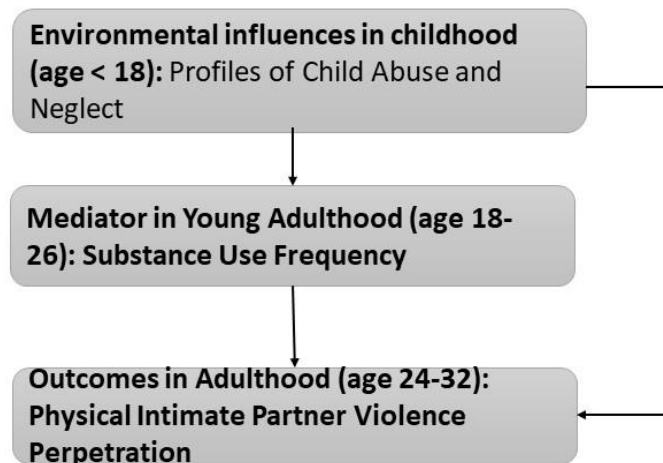 Environmental influences in childhood
(age < 18): Profiles of Child Abuse and
Neglect
Mediator in Young Adulthood (age 18-
26): Substance Use Frequency
Outcomes in Adulthood (age 24-32):
Physical Intimate Partner Violence
Perpetration